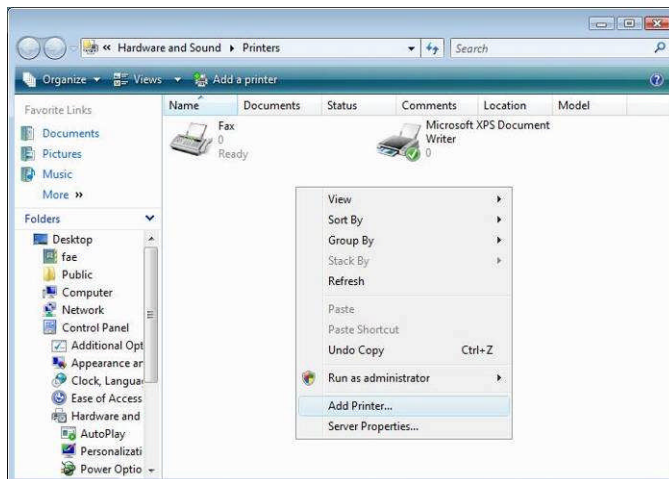 « Hardware and Sound ▸ Printers
Search
Organize
Views
Add a printer
Favorite Links
Documents
Pictures
Music
More »
Folders
Desktop
fae
Public
Computer
Network
Control Panel
Additional Opt
Appearance an
Clock, Languag
Ease of Access
Hardware and
AutoPlay
Personalizati
Power Optio
Name Documents Status Comments Location Model
Fax
0
Ready
Microsoft XPS Document
Writer
0
View
Sort By
Group By
Stack By
Refresh
Paste
Paste Shortcut
Undo Copy Ctrl+Z
Run as administrator
Add Printer...
Server Properties...